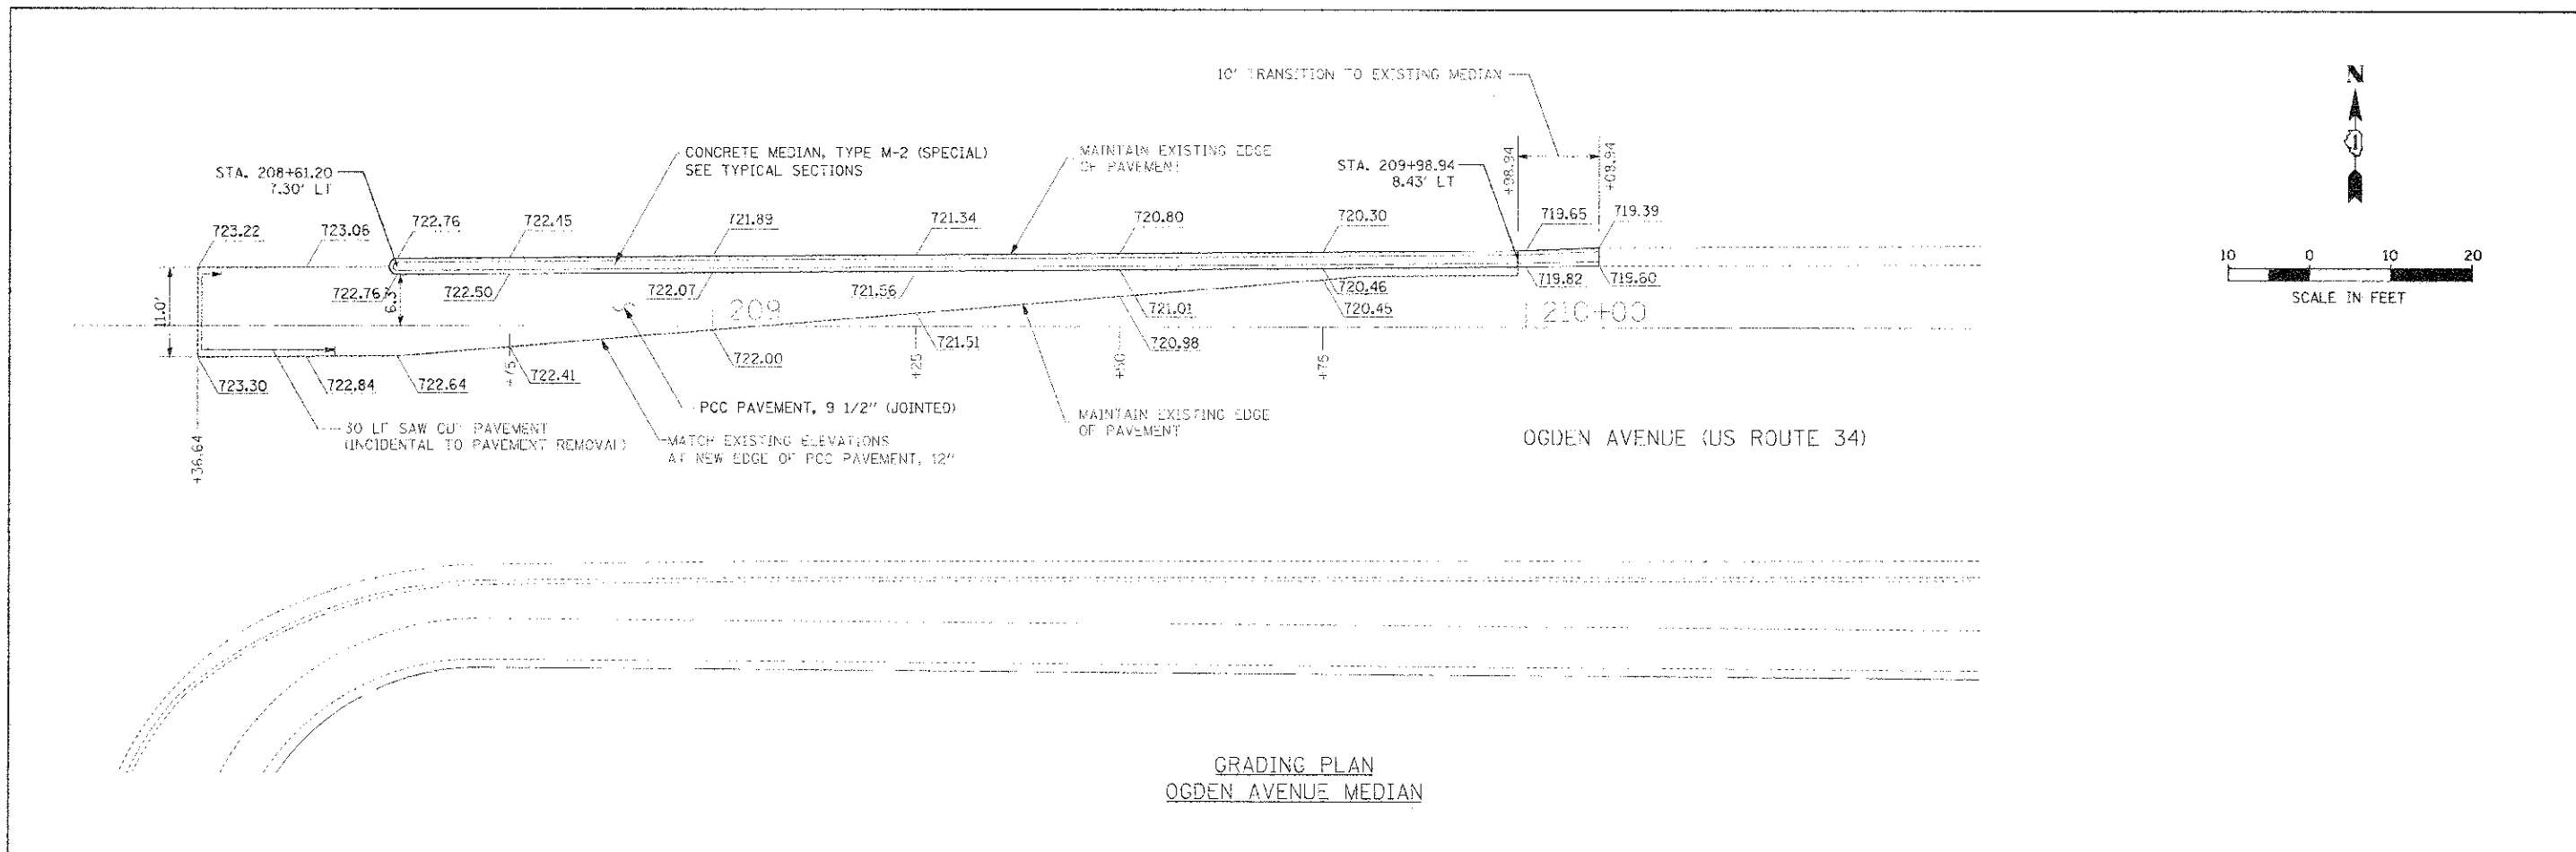 10' TRANSITION TO EXISTING MEDIAN
N
1
CONCRETE MEDIAN, TYPE M-2 (SPECIAL)
SEE TYPICAL SECTIONS
MAINTAIN EXISTING EDGE
OF PAVEMENT
STA. 208+61.20
7.30' LT
STA. 209+98.94
8.43' LT
+98.94
+08.94
723.22
723.06
722.76
722.45
721.89
721.34
720.80
720.30
719.65
719.39
11.0'
722.76
6.3'
722.50
722.07
721.56
721.01
720.46
720.45
719.82
719.60
10 0 10 20
SCALE IN FEET
209
210+00
723.30
722.84
722.64
+75
722.41
722.00
+25
721.51
+50
720.98
+75
+36.64
30 LF SAW CUT PAVEMENT
(INCIDENTAL TO PAVEMENT REMOVAL)
PCC PAVEMENT, 9 1/2" (JOINTED)
MATCH EXISTING ELEVATIONS
AT NEW EDGE OF PCC PAVEMENT, 12"
MAINTAIN EXISTING EDGE
OF PAVEMENT
OGDEN AVENUE (US ROUTE 34)
GRADING PLAN
OGDEN AVENUE MEDIAN